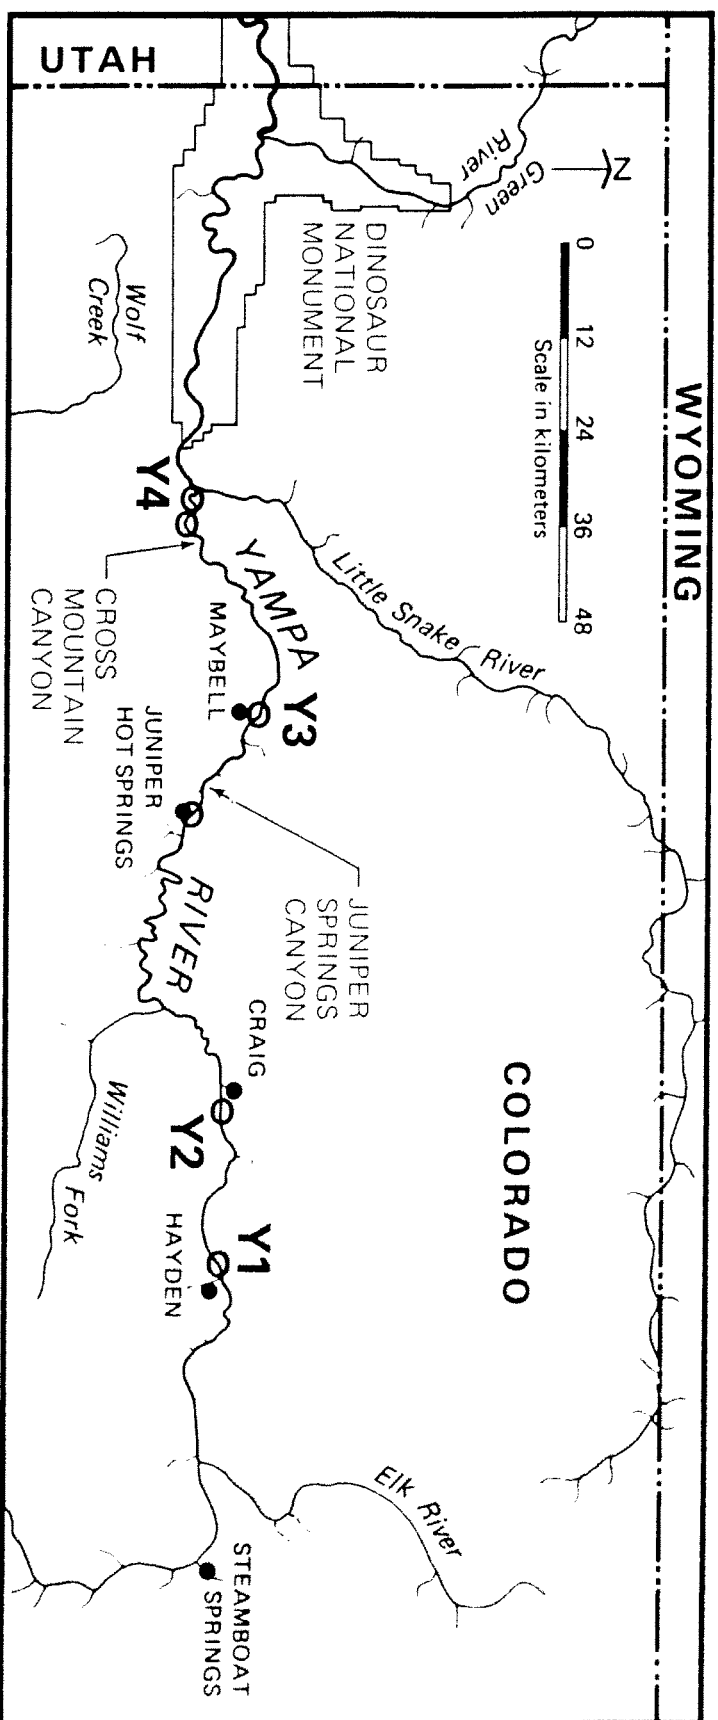 WYOMING
UTAH
Green
River
N
0 12 24 36 48
Scale in kilometers
DINOSAUR
NATIONAL
MONUMENT
Little Snake River
COLORADO
Elk River
Wolf
Creek
Y4
YAMPA
MAYBELL
Y3
CROSS
MOUNTAIN
CANYON
JUNIPER
HOT SPRINGS
JUNIPER
SPRINGS
CANYON
RIVER
CRAIG
Y2
Williams
Fork
Y1
HAYDEN
STEAMBOAT
SPRINGS